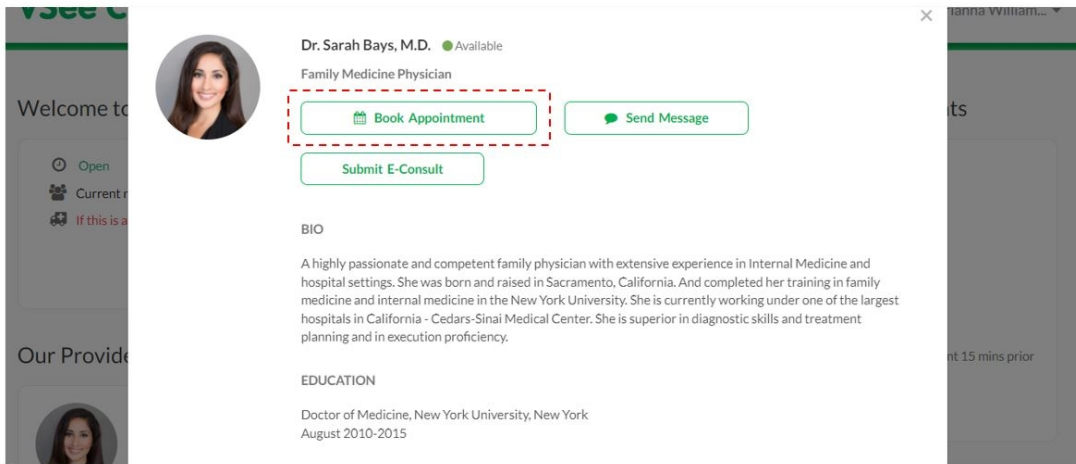 VSee C
ianna William...
Dr. Sarah Bays, M.D. Available
Family Medicine Physician
Book Appointment
Send Message
Submit E-Consult
Welcome to
nts
Open
Current r
If this is a
BIO
A highly passionate and competent family physician with extensive experience in Internal Medicine and
hospital settings. She was born and raised in Sacramento, California. And completed her training in family
medicine and internal medicine in the New York University. She is currently working under one of the largest
hospitals in California - Cedars-Sinai Medical Center. She is superior in diagnostic skills and treatment
planning and in execution proficiency.
Our Provide
nt 15 mins prior
EDUCATION
Doctor of Medicine, New York University, New York
August 2010-2015